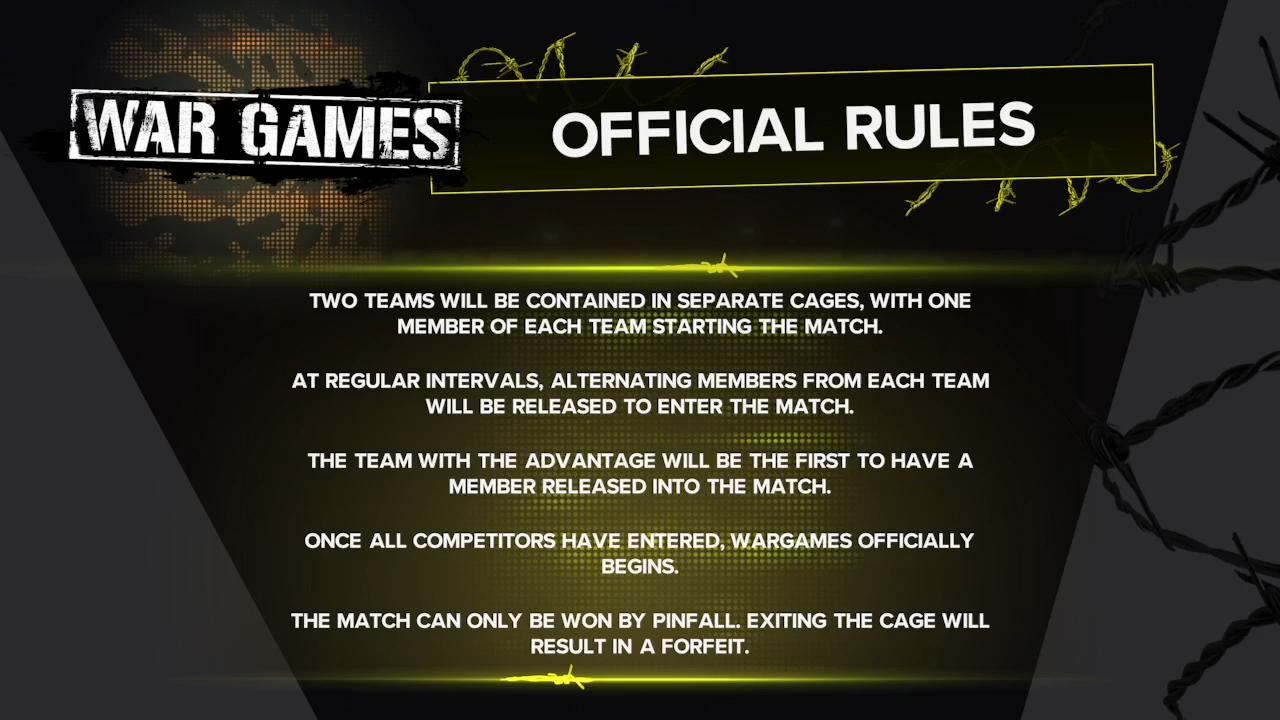 WAR GAMES
OFFICIAL RULES
TWO TEAMS WILL BE CONTAINED IN SEPARATE CAGES, WITH ONE
MEMBER OF EACH TEAM STARTING THE MATCH.
AT REGULAR INTERVALS, ALTERNATING MEMBERS FROM EACH TEAM
WILL BE RELEASED TO ENTER THE MATCH.
THE TEAM WITH THE ADVANTAGE WILL BE THE FIRST TO HAVE A
MEMBER RELEASED INTO THE MATCH.
ONCE ALL COMPETITORS HAVE ENTERED, WARGAMES OFFICIALLY
BEGINS.
THE MATCH CAN ONLY BE WON BY PINFALL. EXITING THE CAGE WILL
RESULT IN A FORFEIT.